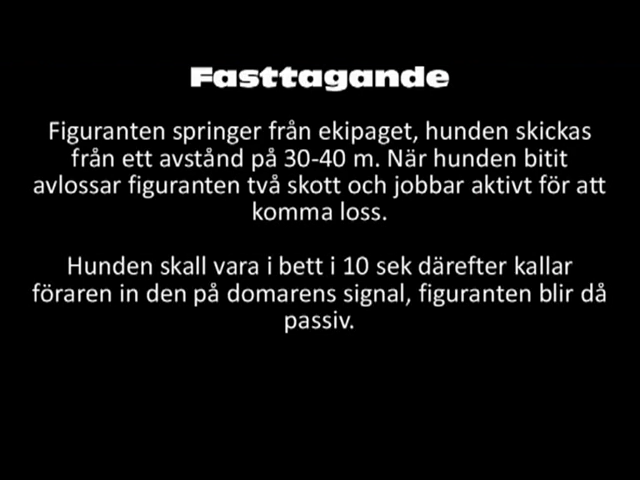 Fasttagande
Figuranten springer från ekipaget, hunden skickas
från ett avstånd på 30-40 m. När hunden bitit
avlossar figuranten två skott och jobbar aktivt för att
komma loss.
Hunden skall vara i bett i 10 sek därefter kallar
föraren in den på domarens signal, figuranten blir då
passiv.